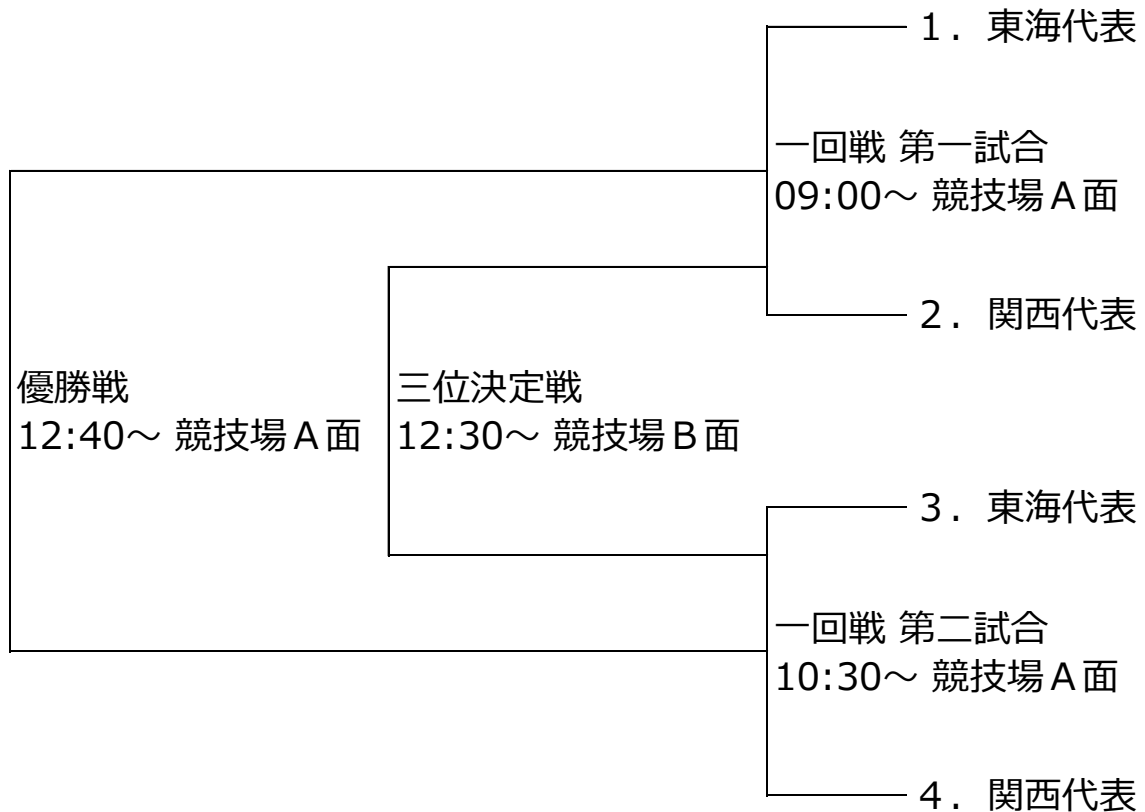 １．東海代表
一回戦 第一試合
09:00～ 競技場Ａ面
２．関西代表
優勝戦
12:40～ 競技場Ａ面
三位決定戦
12:30～ 競技場Ｂ面
３．東海代表
一回戦 第二試合
10:30～ 競技場Ａ面
４．関西代表